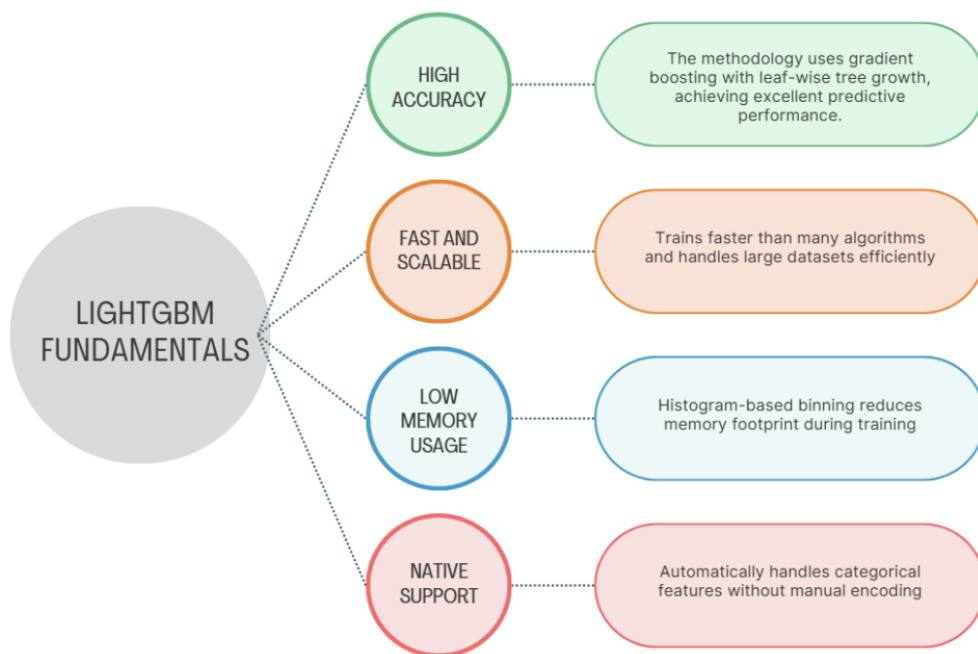 LIGHTGBM
FUNDAMENTALS
HIGH
ACCURACY
The methodology uses gradient
boosting with leaf-wise tree growth,
achieving excellent predictive
performance.
FAST AND
SCALABLE
Trains faster than many algorithms
and handles large datasets efficiently
LOW
MEMORY
USAGE
Histogram-based binning reduces
memory footprint during training
NATIVE
SUPPORT
Automatically handles categorical
features without manual encoding